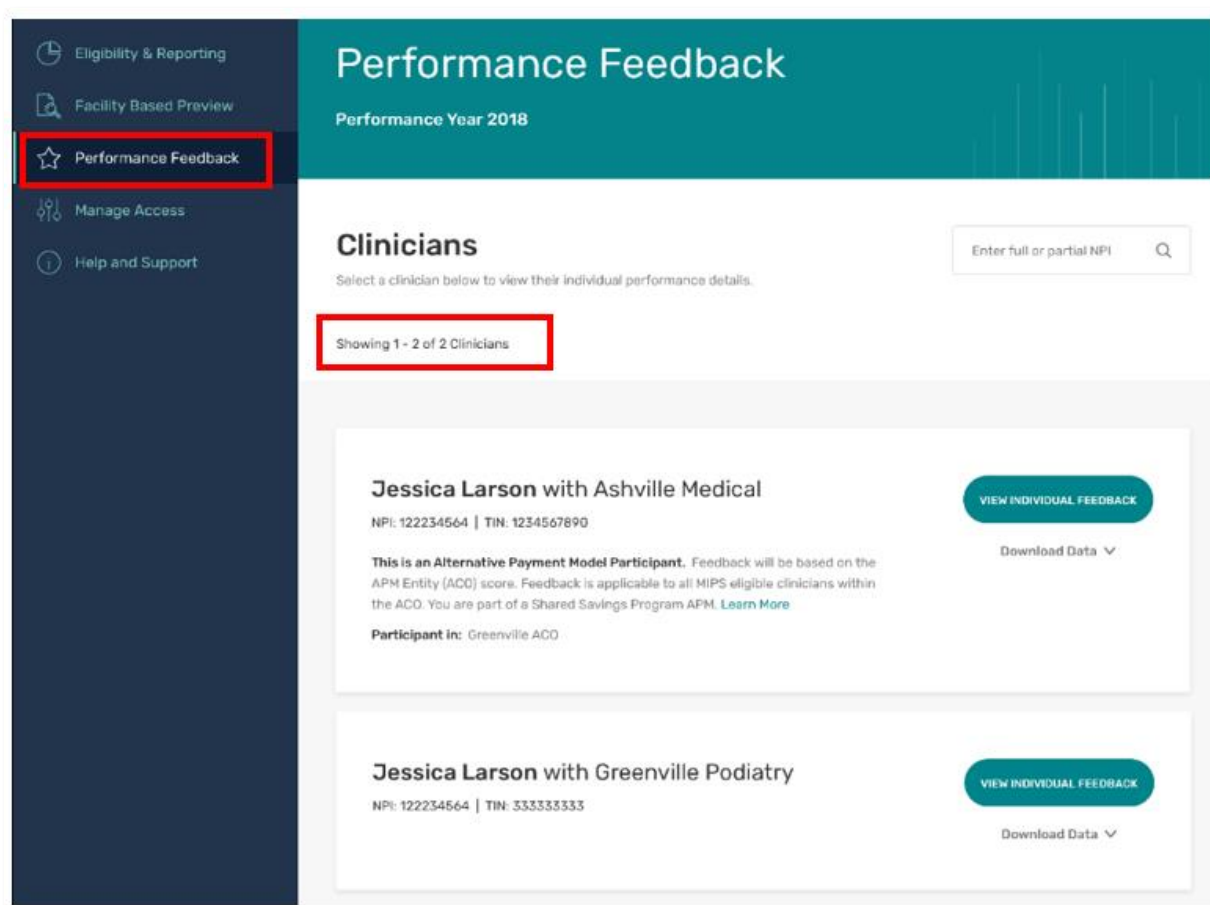 Eligibility & Reporting
Facility Based Preview
Performance Feedback
Manage Access
Help and Support
Performance Feedback
Performance Year 2018
Clinicians
Select a clinician below to view their individual performance details.
Enter full or partial NPI
Showing 1 - 2 of 2 Clinicians
Jessica Larson with Ashville Medical
NPI: 122234564 | TIN: 1234567890
This is an Alternative Payment Model Participant. Feedback will be based on the
APM Entity (ACO) score. Feedback is applicable to all MIPS eligible clinicians within
the ACO. You are part of a Shared Savings Program APM. Learn More
Participant in: Greenville ACO
VIEW INDIVIDUAL FEEDBACK
Download Data
Jessica Larson with Greenville Podiatry
NPI: 122234564 | TIN: 333333333
VIEW INDIVIDUAL FEEDBACK
Download Data